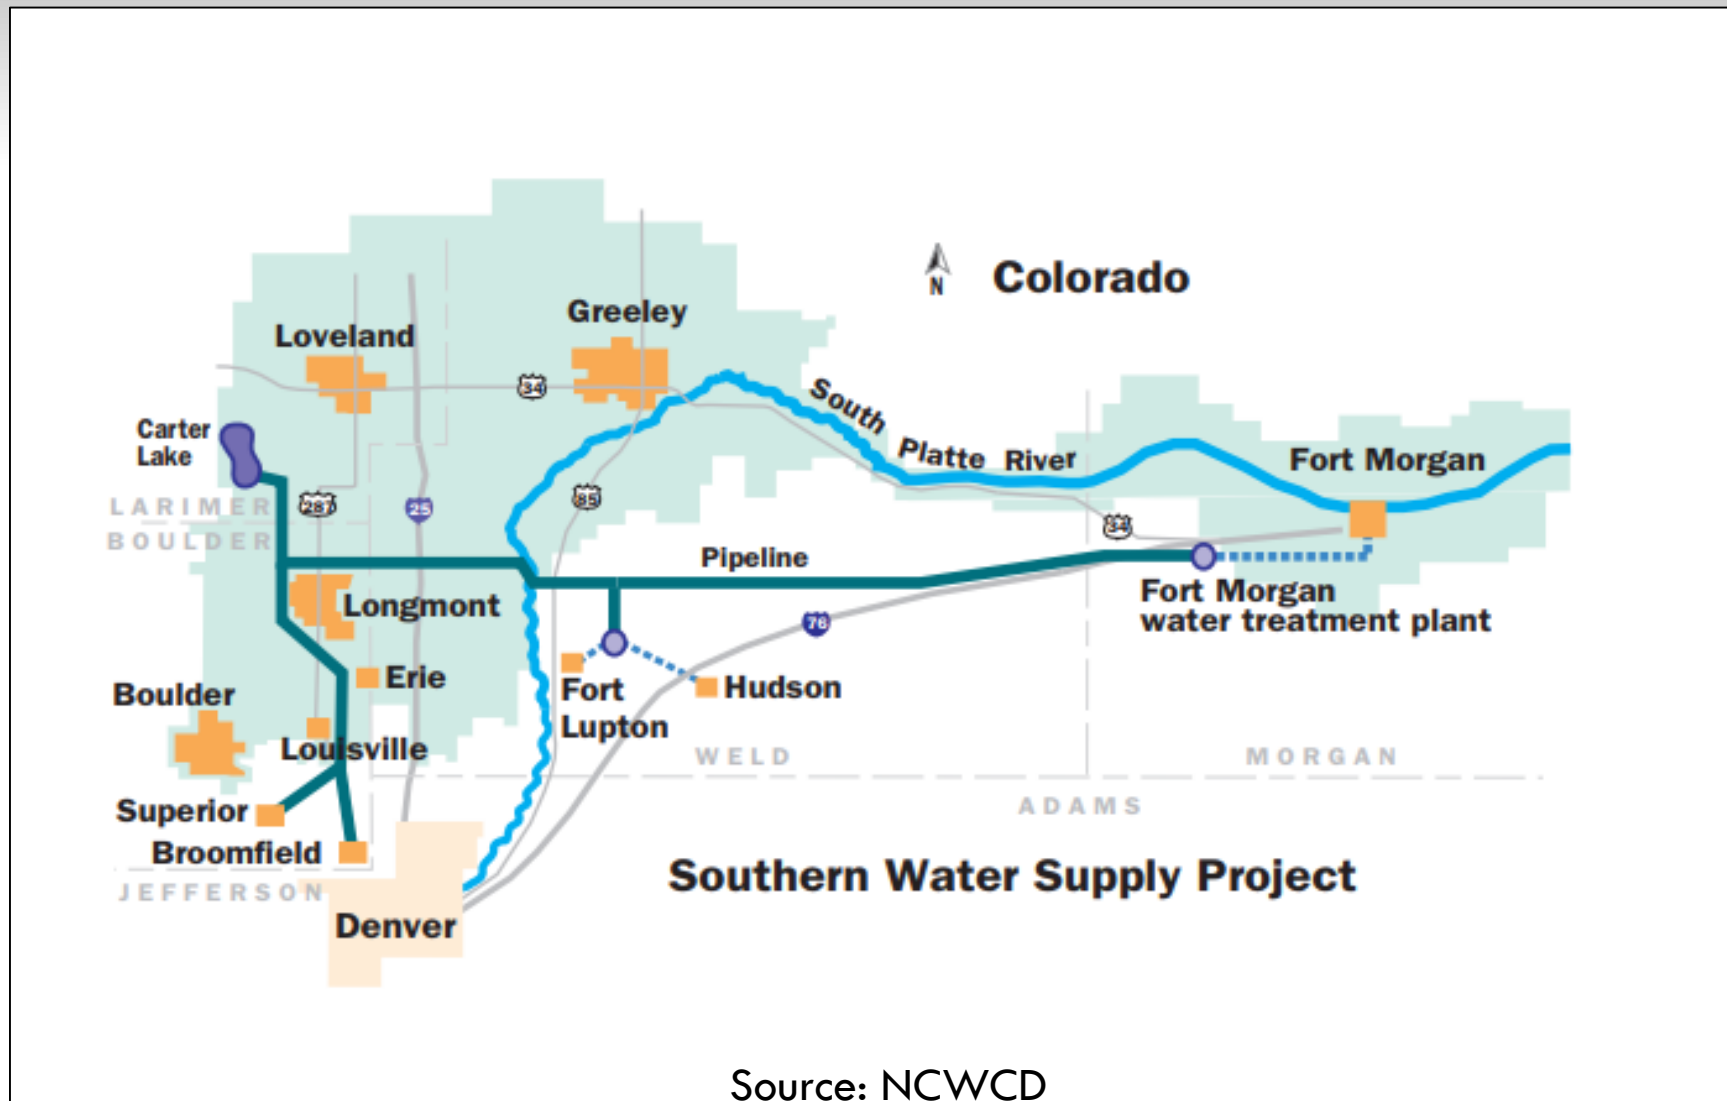 Colorado
Greeley
Loveland
34
South
Platte River
Carter
Lake
Fort Morgan
LARIMER
287
25
85
34
BOULDER
Pipeline
Fort Morgan
water treatment plant
Longmont
76
Erie
Boulder
Fort
Lupton
Hudson
Louisville
WELD
MORGAN
ADAMS
Superior
Broomfield
JEFFERSON
Southern Water Supply Project
Denver
N
Source: NCWCD